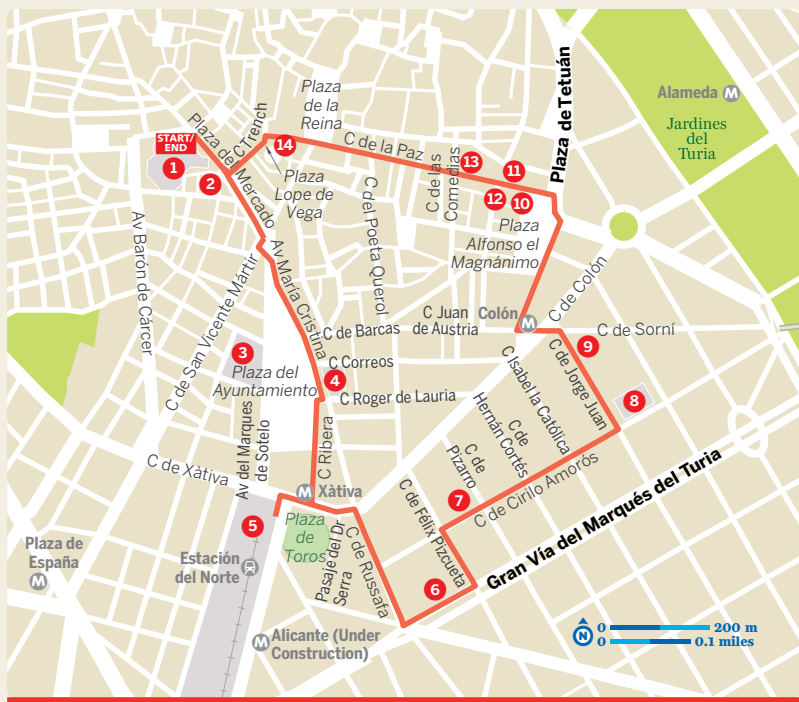 Plaza de Tetuán
Alameda
M
Jardines
del
Turia
Plaza
de la
Reina
C Trench
START/
END
1
2
Plaza del Mercado
14
C de la Paz
Plaza
Lope de
Vega
C de las
Comedias
13
11
12
10
Plaza
Alfonso el
Magnánimo
Av Barón de Cárcer
C de San Vicente Mártir
Av María Cristina
C del Poeta Querol
C Juan
de Austria
Colón
M
C de Colón
C de Sorní
C de Barcas
3
Plaza del
Ayuntamiento
4
C Correos
C Roger de Lauria
9
C de Jorge Juan
8
C Isabel la Católica
C de
Hernán Cortés
C de
Pizarro
7
C de Cirilo Amorós
Av del Marques
de Sotelo
C Ribera
C de Xàtiva
M
Xàtiva
5
Plaza
de
Toros
Pasaje del Dr
Serra
C de Russafa
C de Félix Pizcueta
6
Gran Vía del Marqués del Turia
Plaza de
España
M
Estación
del Norte
M
Alicante (Under
Construction)
N
0
200 m
0
0.1 miles